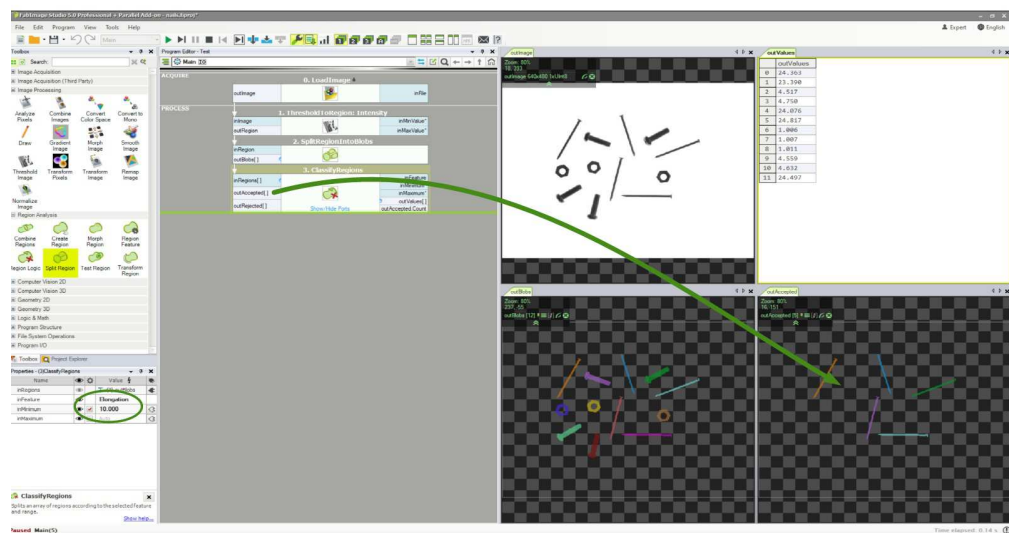 FabImage Studio 5.0 Professional + Parallel Add-on - nails.fiproj*
File Edit Program View Tools Help
Expert English
Main
Toolbox
Program Editor - Test
outImage
outValues
Search:
Main
Image Acquisition
Image Acquisition (Third Party)
Image Processing
Analyze Pixels
Combine Images
Convert Color Space
Convert to Mono
Draw
Gradient Image
Morph Image
Smooth Image
Threshold Image
Transform Pixels
Transform Image
Remap Image
Normalize Image
Region Analysis
Combine Regions
Create Region
Morph Region
Region Feature
Region Logic
Split Region
Test Region
Transform Region
Computer Vision 2D
Computer Vision 3D
Geometry 2D
Geometry 3D
Logic & Math
Program Structure
File System Operations
Program I/O
Toolbox Project Explorer
ACQUIRE
0. LoadImage
outImage inFile
PROCESS
1. ThresholdToRegion: Intensity
inImage inMinValue*
outRegion inMaxValue*
2. SplitRegionIntoBlobs
inRegion
outBlobs[]
3. ClassifyRegions
inRegions[] inFeature
inMinimum*
outAccepted[] inMaximum*
outValues[]
outRejected[] Show/Hide Ports outAccepted.Count
Zoom: 80%
outImage 640x480 1xUInt8
outValues
0 24.363
1 23.390
2 4.517
3 4.750
4 24.076
5 24.817
6 1.006
7 1.007
8 1.011
9 4.559
10 4.632
11 24.497
outBlobs
Zoom: 80%
outBlobs [12]
outAccepted
Zoom: 80%
16, 151
outAccepted [5]
Properties - (3)ClassifyRegions
Name Value
inRegions
inFeature Elongation
inMinimum 10.000
inMaximum
ClassifyRegions
Splits an array of regions according to the selected feature and range.
Show help...
Paused Main(5)
Time elapsed: 0.14 s